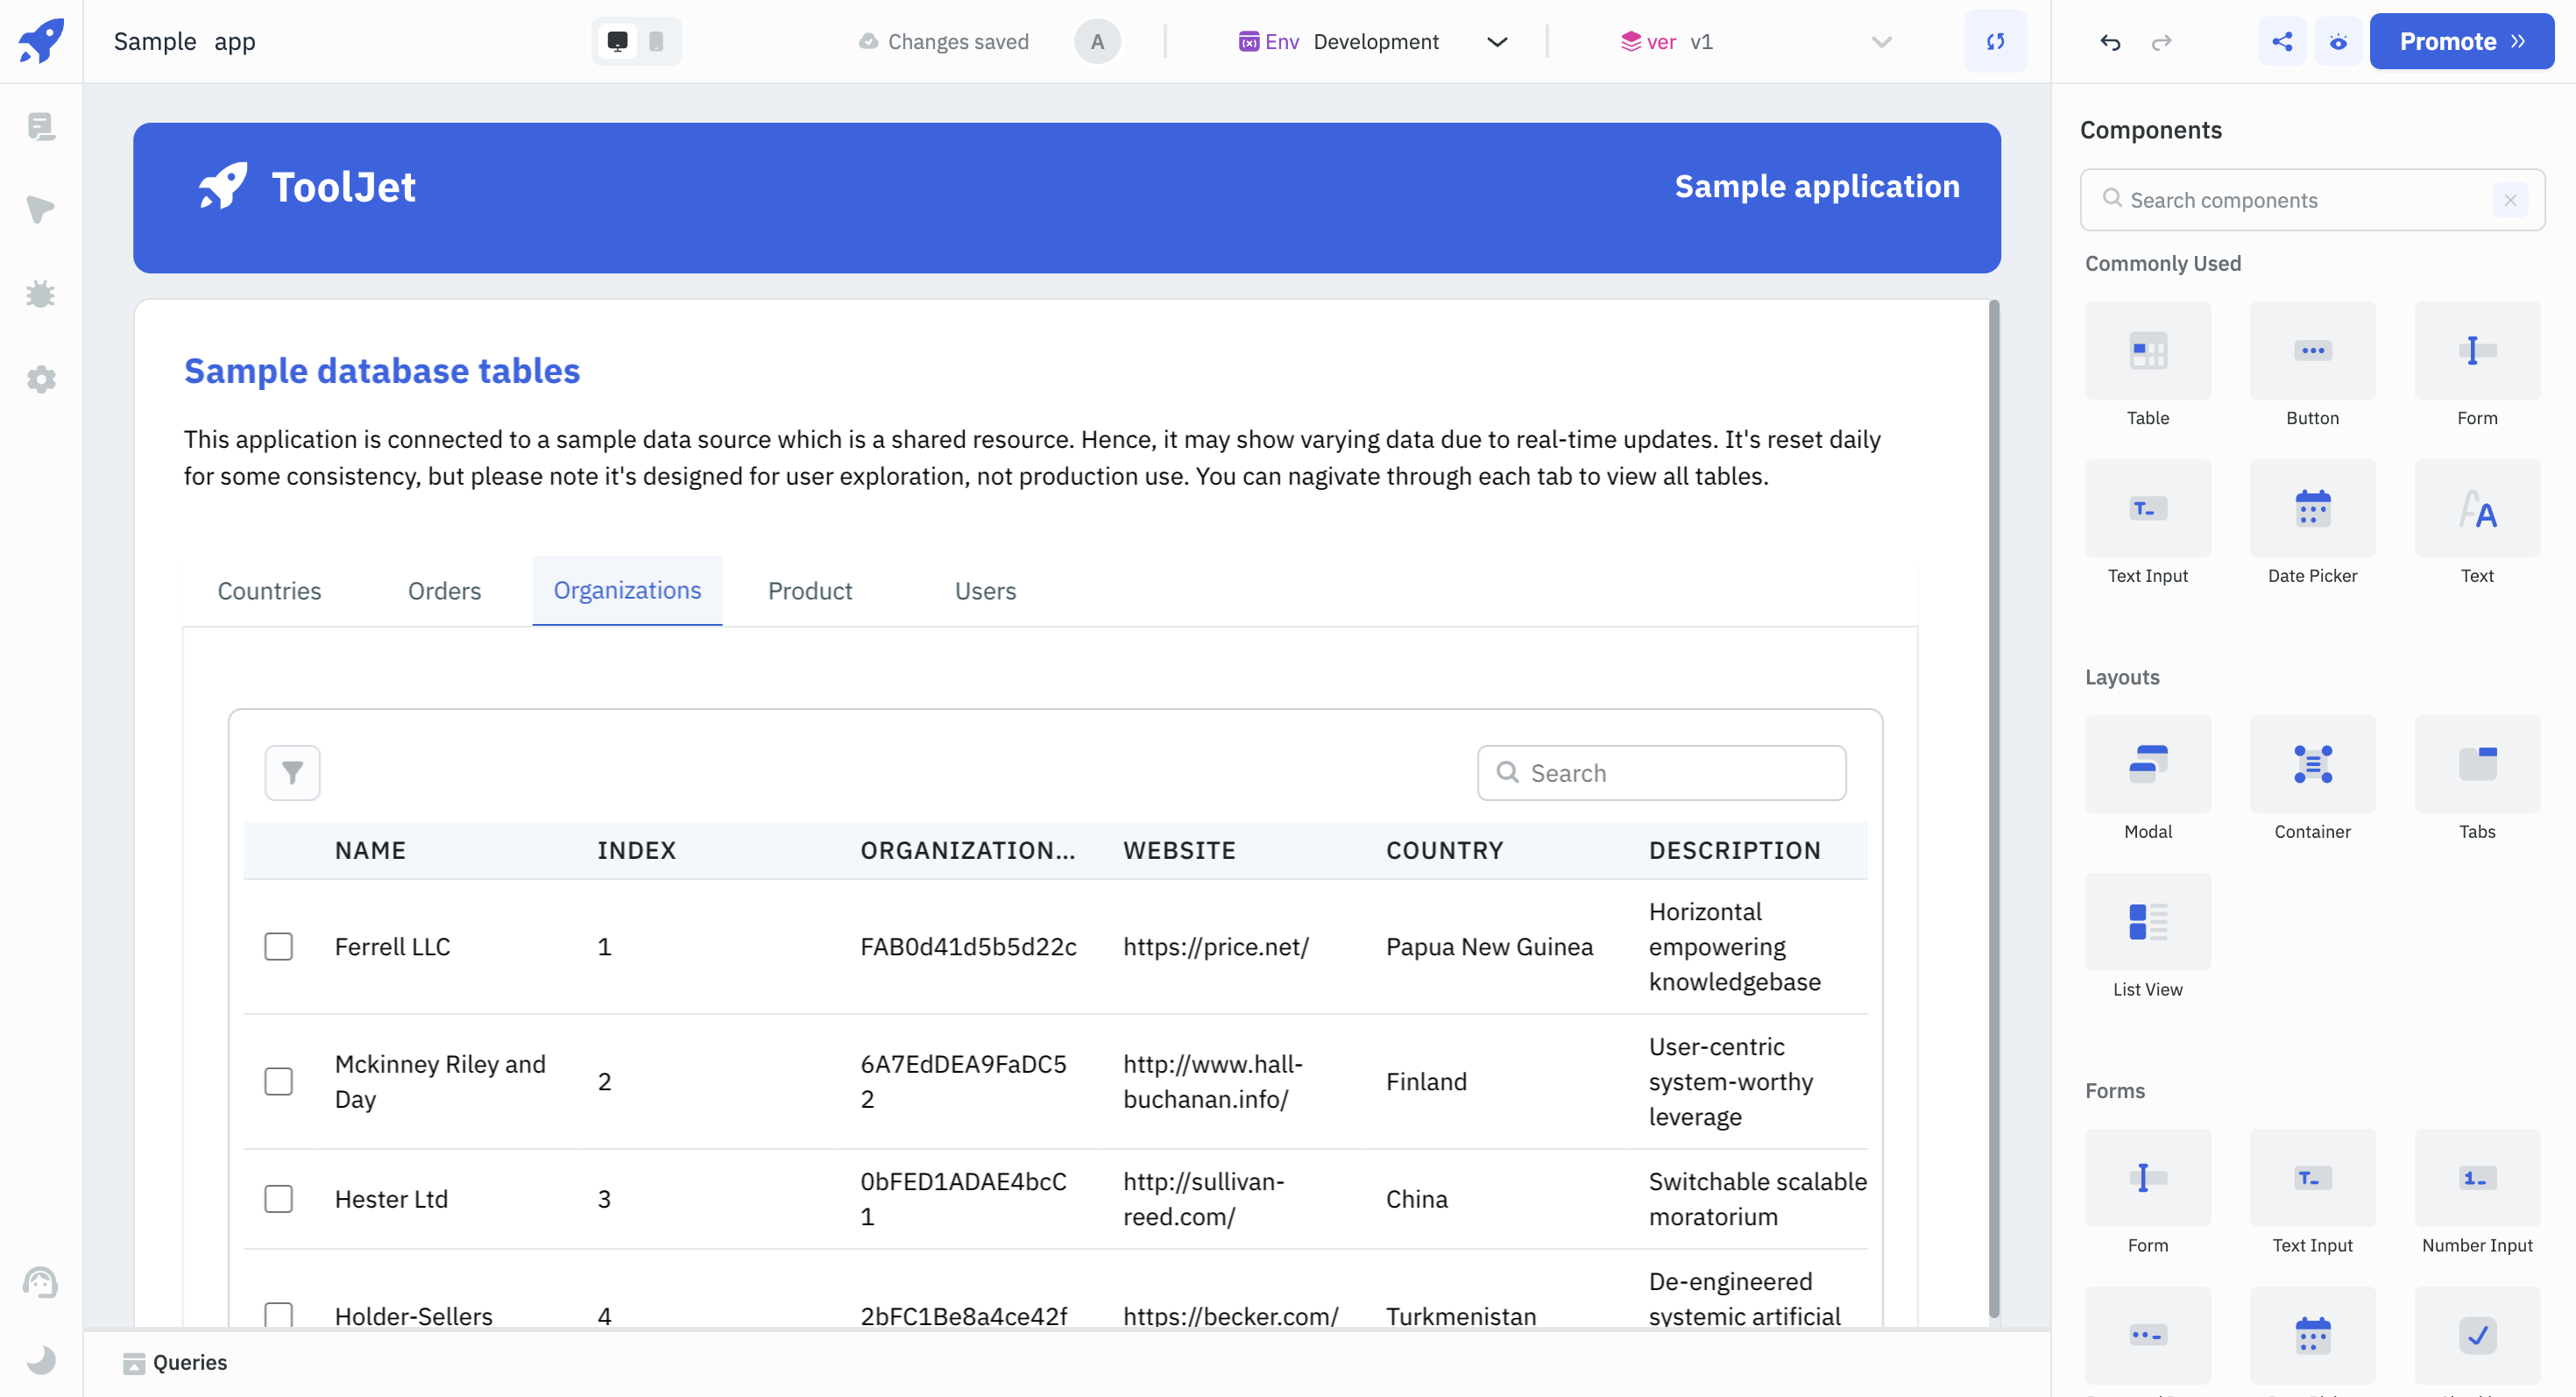 Sample app
Changes saved
A
Env Development
ver v1
Promote
ToolJet
Sample application
Sample database tables
This application is connected to a sample data source which is a shared resource. Hence, it may show varying data due to real-time updates. It's reset daily
for some consistency, but please note it's designed for user exploration, not production use. You can nagivate through each tab to view all tables.
Countries Orders Organizations Product Users
Search
NAME INDEX ORGANIZATION... WEBSITE COUNTRY DESCRIPTION
Ferrell LLC 1 FAB0d41d5b5d22c https://price.net/ Papua New Guinea Horizontal
empowering
knowledgebase
Mckinney Riley and
Day
2
6A7EdDEA9FaDC5
2
http://www.hall-
buchanan.info/
Finland
User-centric
system-worthy
leverage
Hester Ltd
3
0bFED1ADAE4bcC
1
http://sullivan-
reed.com/
China
Switchable scalable
moratorium
Holder-Sellers
4
2bFC1Be8a4ce42f
https://becker.com/
Turkmenistan
De-engineered
systemic artificial
Queries
Components
Search components
Commonly Used
Table Button Form
Text Input Date Picker Text
Layouts
Modal Container Tabs
List View
Forms
Form Text Input Number Input